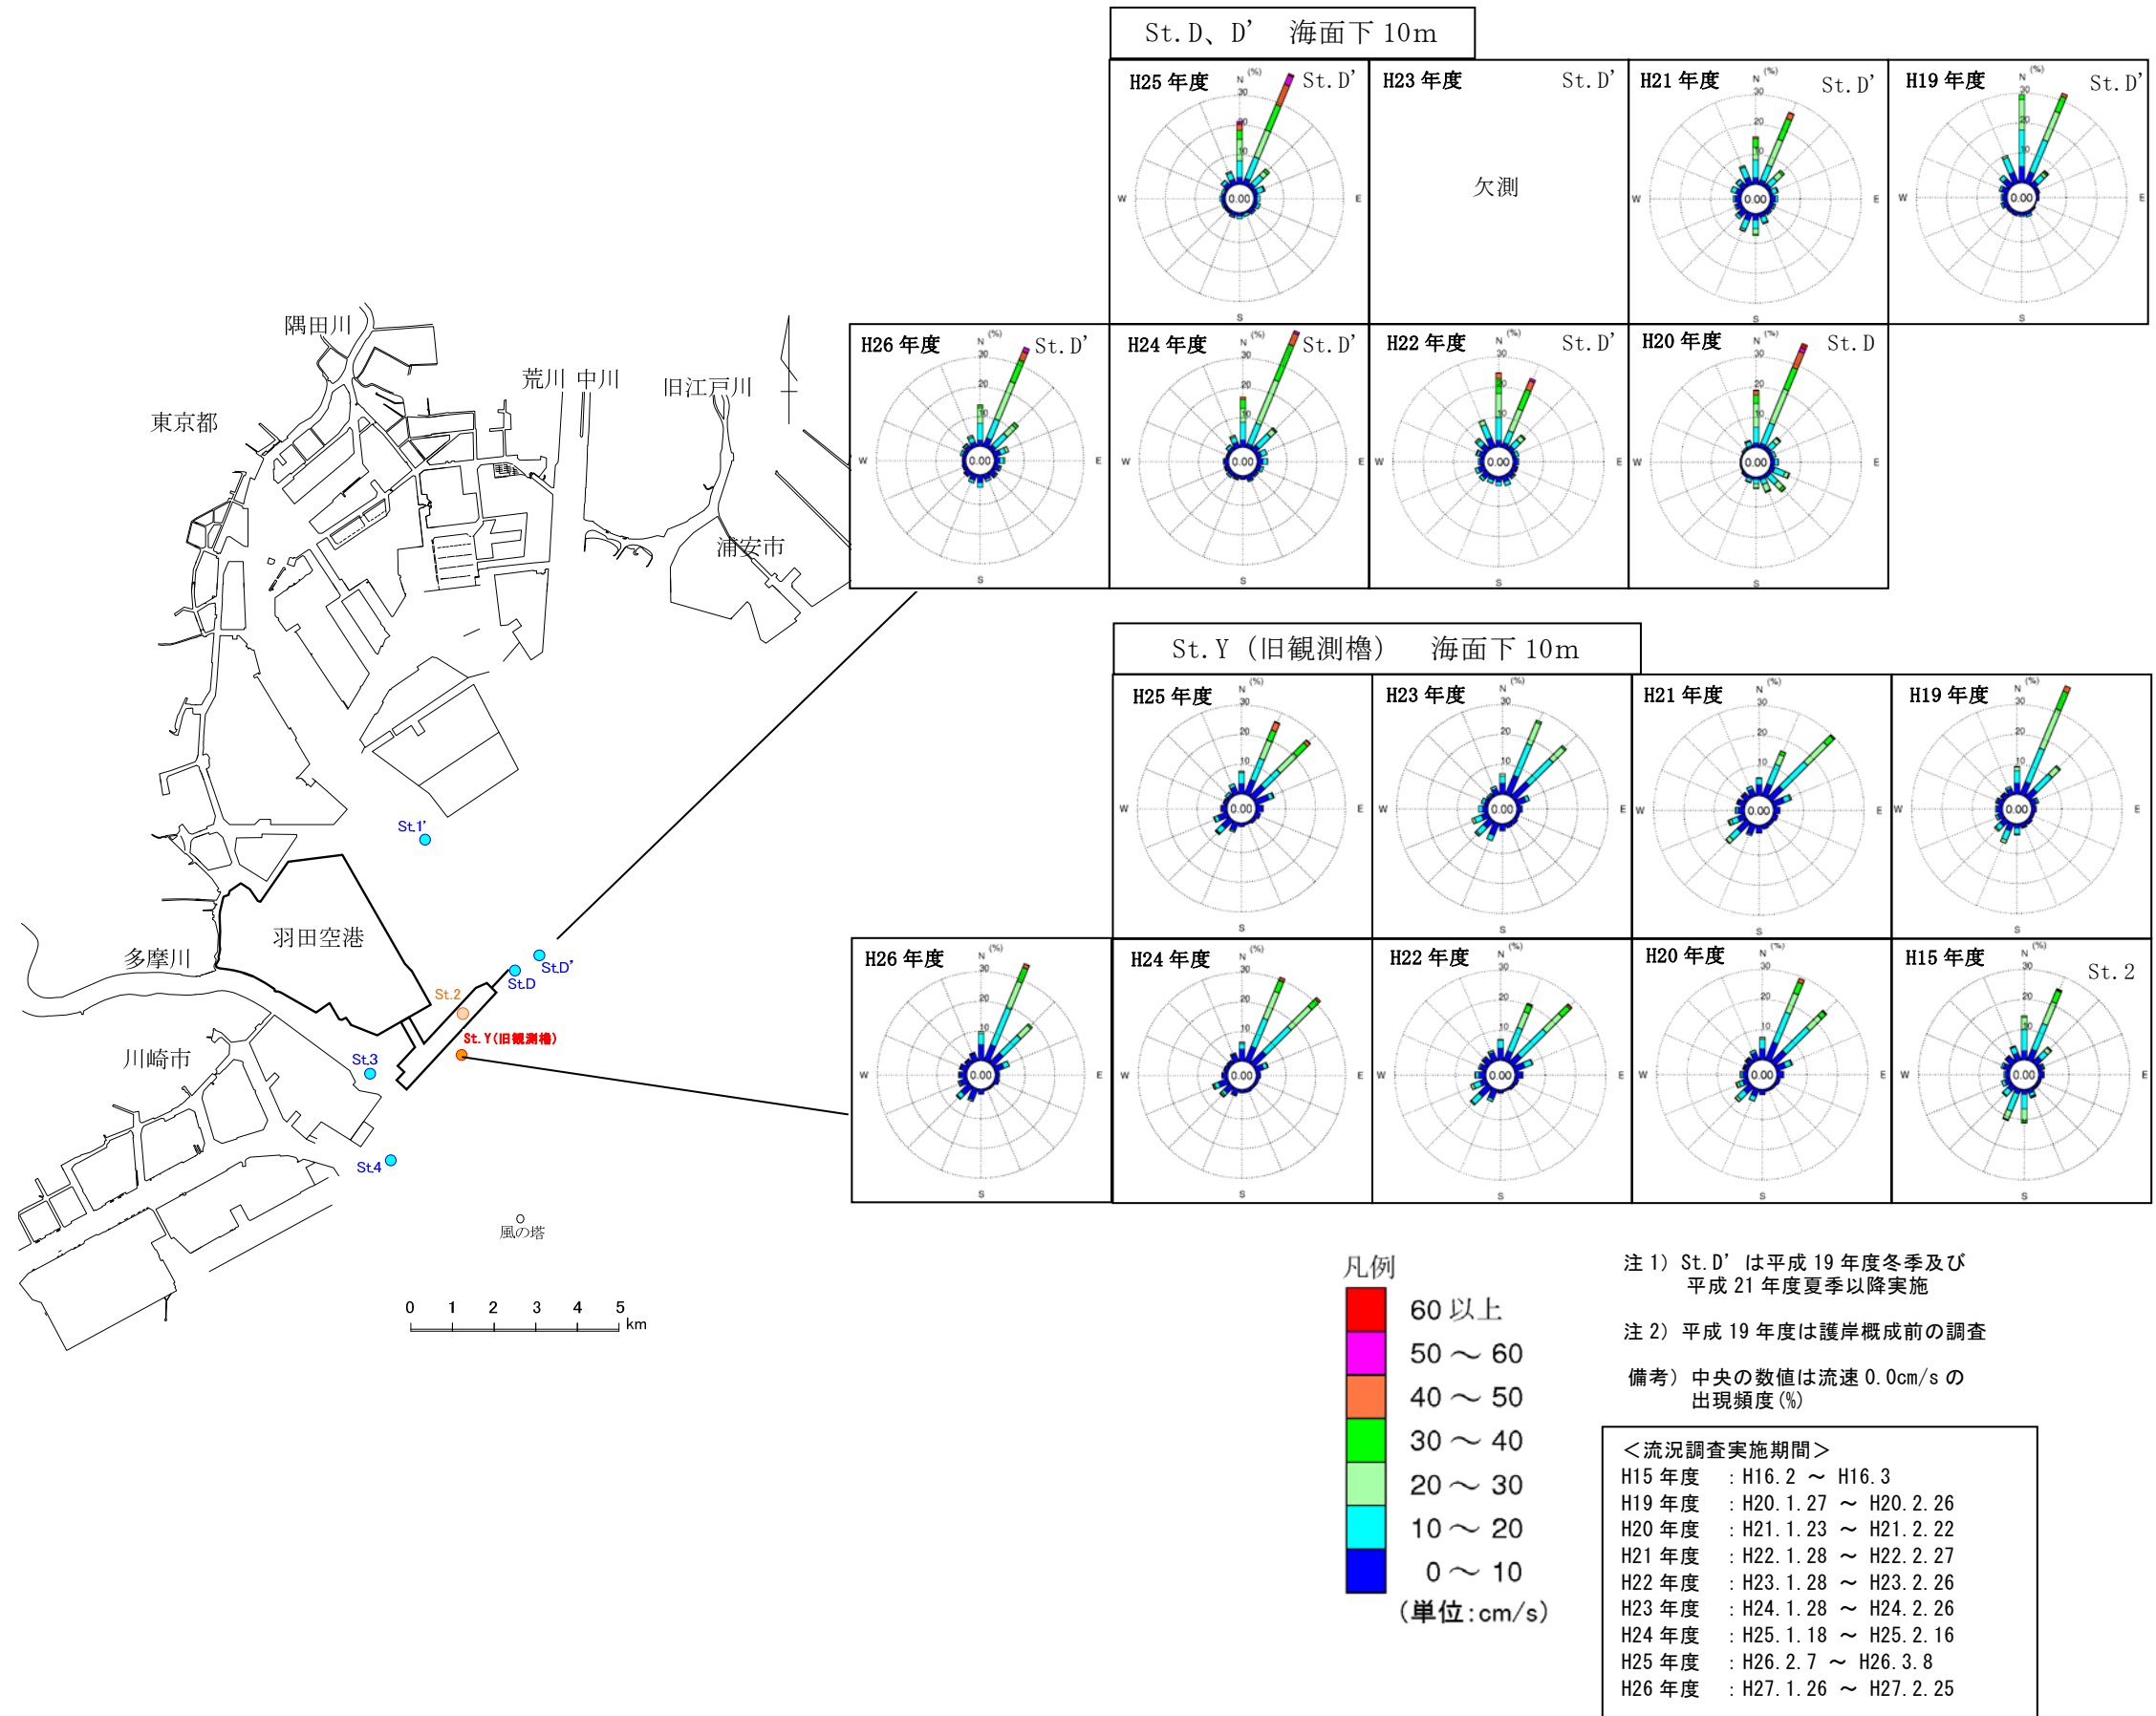 St.D、D’ 海面下 10m
H25 年度 St.D’
H23 年度 St.D’
欠測
H21 年度 St.D’
H19 年度 St.D’
N (%)
30
20
10
0.00
W
E
S
H26 年度 St.D’
H24 年度 St.D’
H22 年度 St.D’
H20 年度 St.D
St.Y（旧観測櫓） 海面下 10m
H25 年度
H23 年度
H21 年度
H19 年度
H26 年度
H24 年度
H22 年度
H20 年度
H15 年度 St.2
隅田川
荒川 中川
旧江戸川
東京都
浦安市
St.1'
羽田空港
多摩川
St.D'
St.D
St.2
St.Y(旧観測櫓)
川崎市
St.3
St.4
風の塔
0 1 2 3 4 5
km
凡例
60 以上
50 ～ 60
40 ～ 50
30 ～ 40
20 ～ 30
10 ～ 20
0 ～ 10
(単位:cm/s)
注 1) St.D’ は平成 19 年度冬季及び
平成 21 年度夏季以降実施
注 2) 平成 19 年度は護岸概成前の調査
備考) 中央の数値は流速 0.0cm/s の
出現頻度(%)
＜流況調査実施期間＞
H15 年度 : H16.2 ～ H16.3
H19 年度 : H20.1.27 ～ H20.2.26
H20 年度 : H21.1.23 ～ H21.2.22
H21 年度 : H22.1.28 ～ H22.2.27
H22 年度 : H23.1.28 ～ H23.2.26
H23 年度 : H24.1.28 ～ H24.2.26
H24 年度 : H25.1.18 ～ H25.2.16
H25 年度 : H26.2.7 ～ H26.3.8
H26 年度 : H27.1.26 ～ H27.2.25